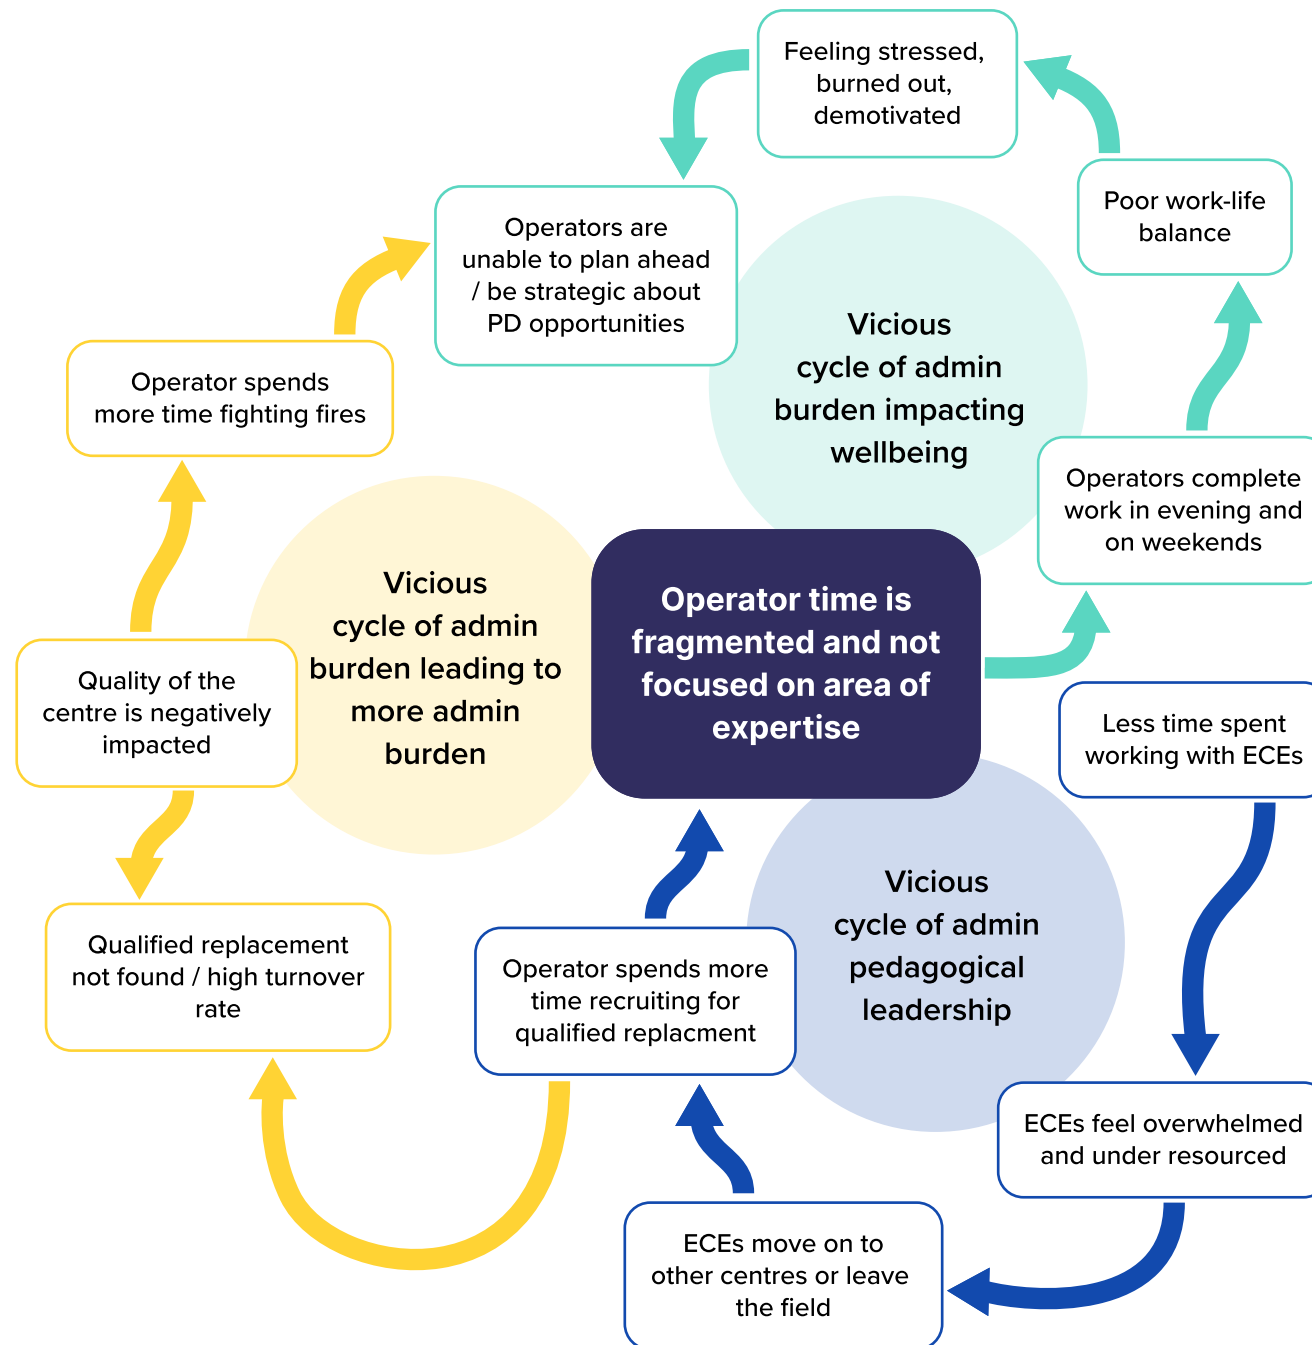 Feeling stressed,
burned out,
demotivated
Poor work-life
balance
Operators are
unable to plan ahead
/ be strategic about
PD opportunities
Vicious
cycle of admin
burden impacting
wellbeing
Operator spends
more time fighting fires
Operators complete
work in evening and
on weekends
Vicious
cycle of admin
burden leading to
more admin
burden
Operator time is
fragmented and not
focused on area of
expertise
Quality of the
centre is negatively
impacted
Less time spent
working with ECEs
Vicious
cycle of admin
pedagogical
leadership
Qualified replacement
not found / high turnover
rate
Operator spends more
time recruiting for
qualified replacment
ECEs feel overwhelmed
and under resourced
ECEs move on to
other centres or leave
the field